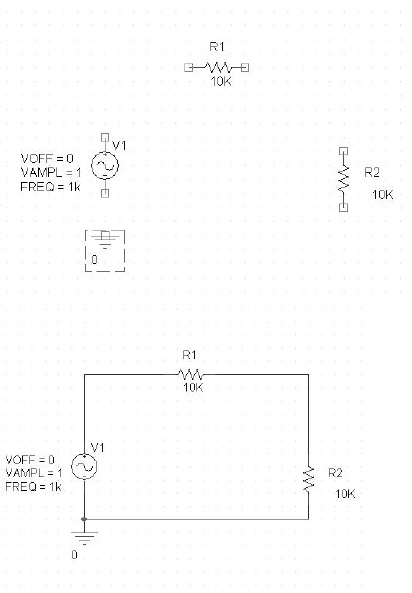 R1
10K
V1
VOFF = 0
VAMPL = 1
FREQ = 1k
R2
10K
0
R1
10K
V1
VOFF = 0
VAMPL = 1
FREQ = 1k
R2
10K
0